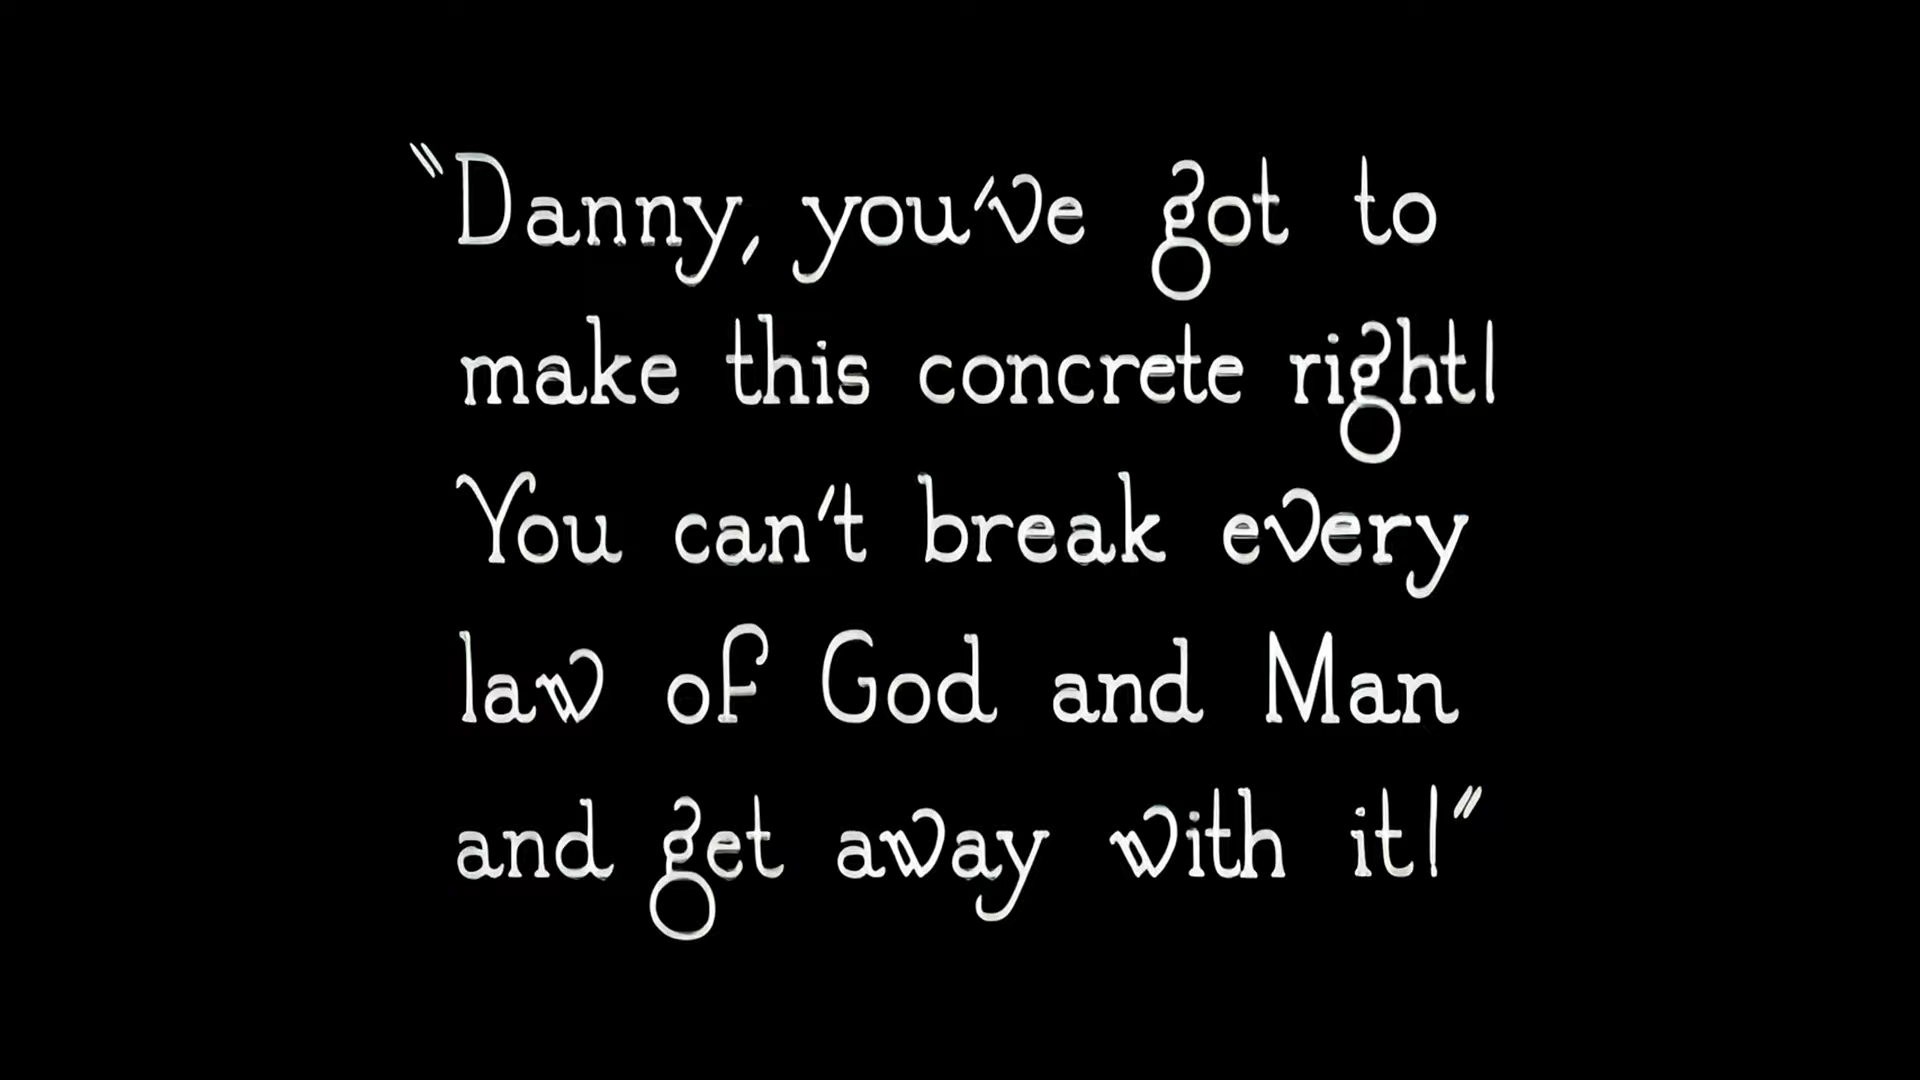 "Danny, you've got to
make this concrete right!
You can't break every
law of God and Man
and get away with it!"